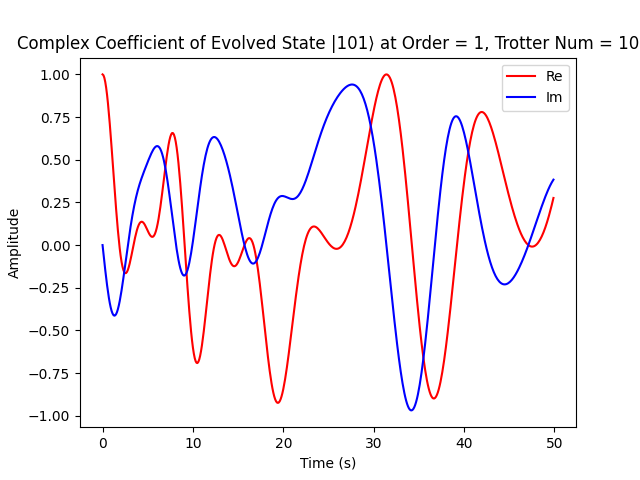 Complex Coefficient of Evolved State |101⟩ at Order = 1, Trotter Num = 10
Re
Im
1.00
0.75
0.50
0.25
0.00
−0.25
−0.50
−0.75
−1.00
Amplitude
0 10 20 30 40 50
Time (s)